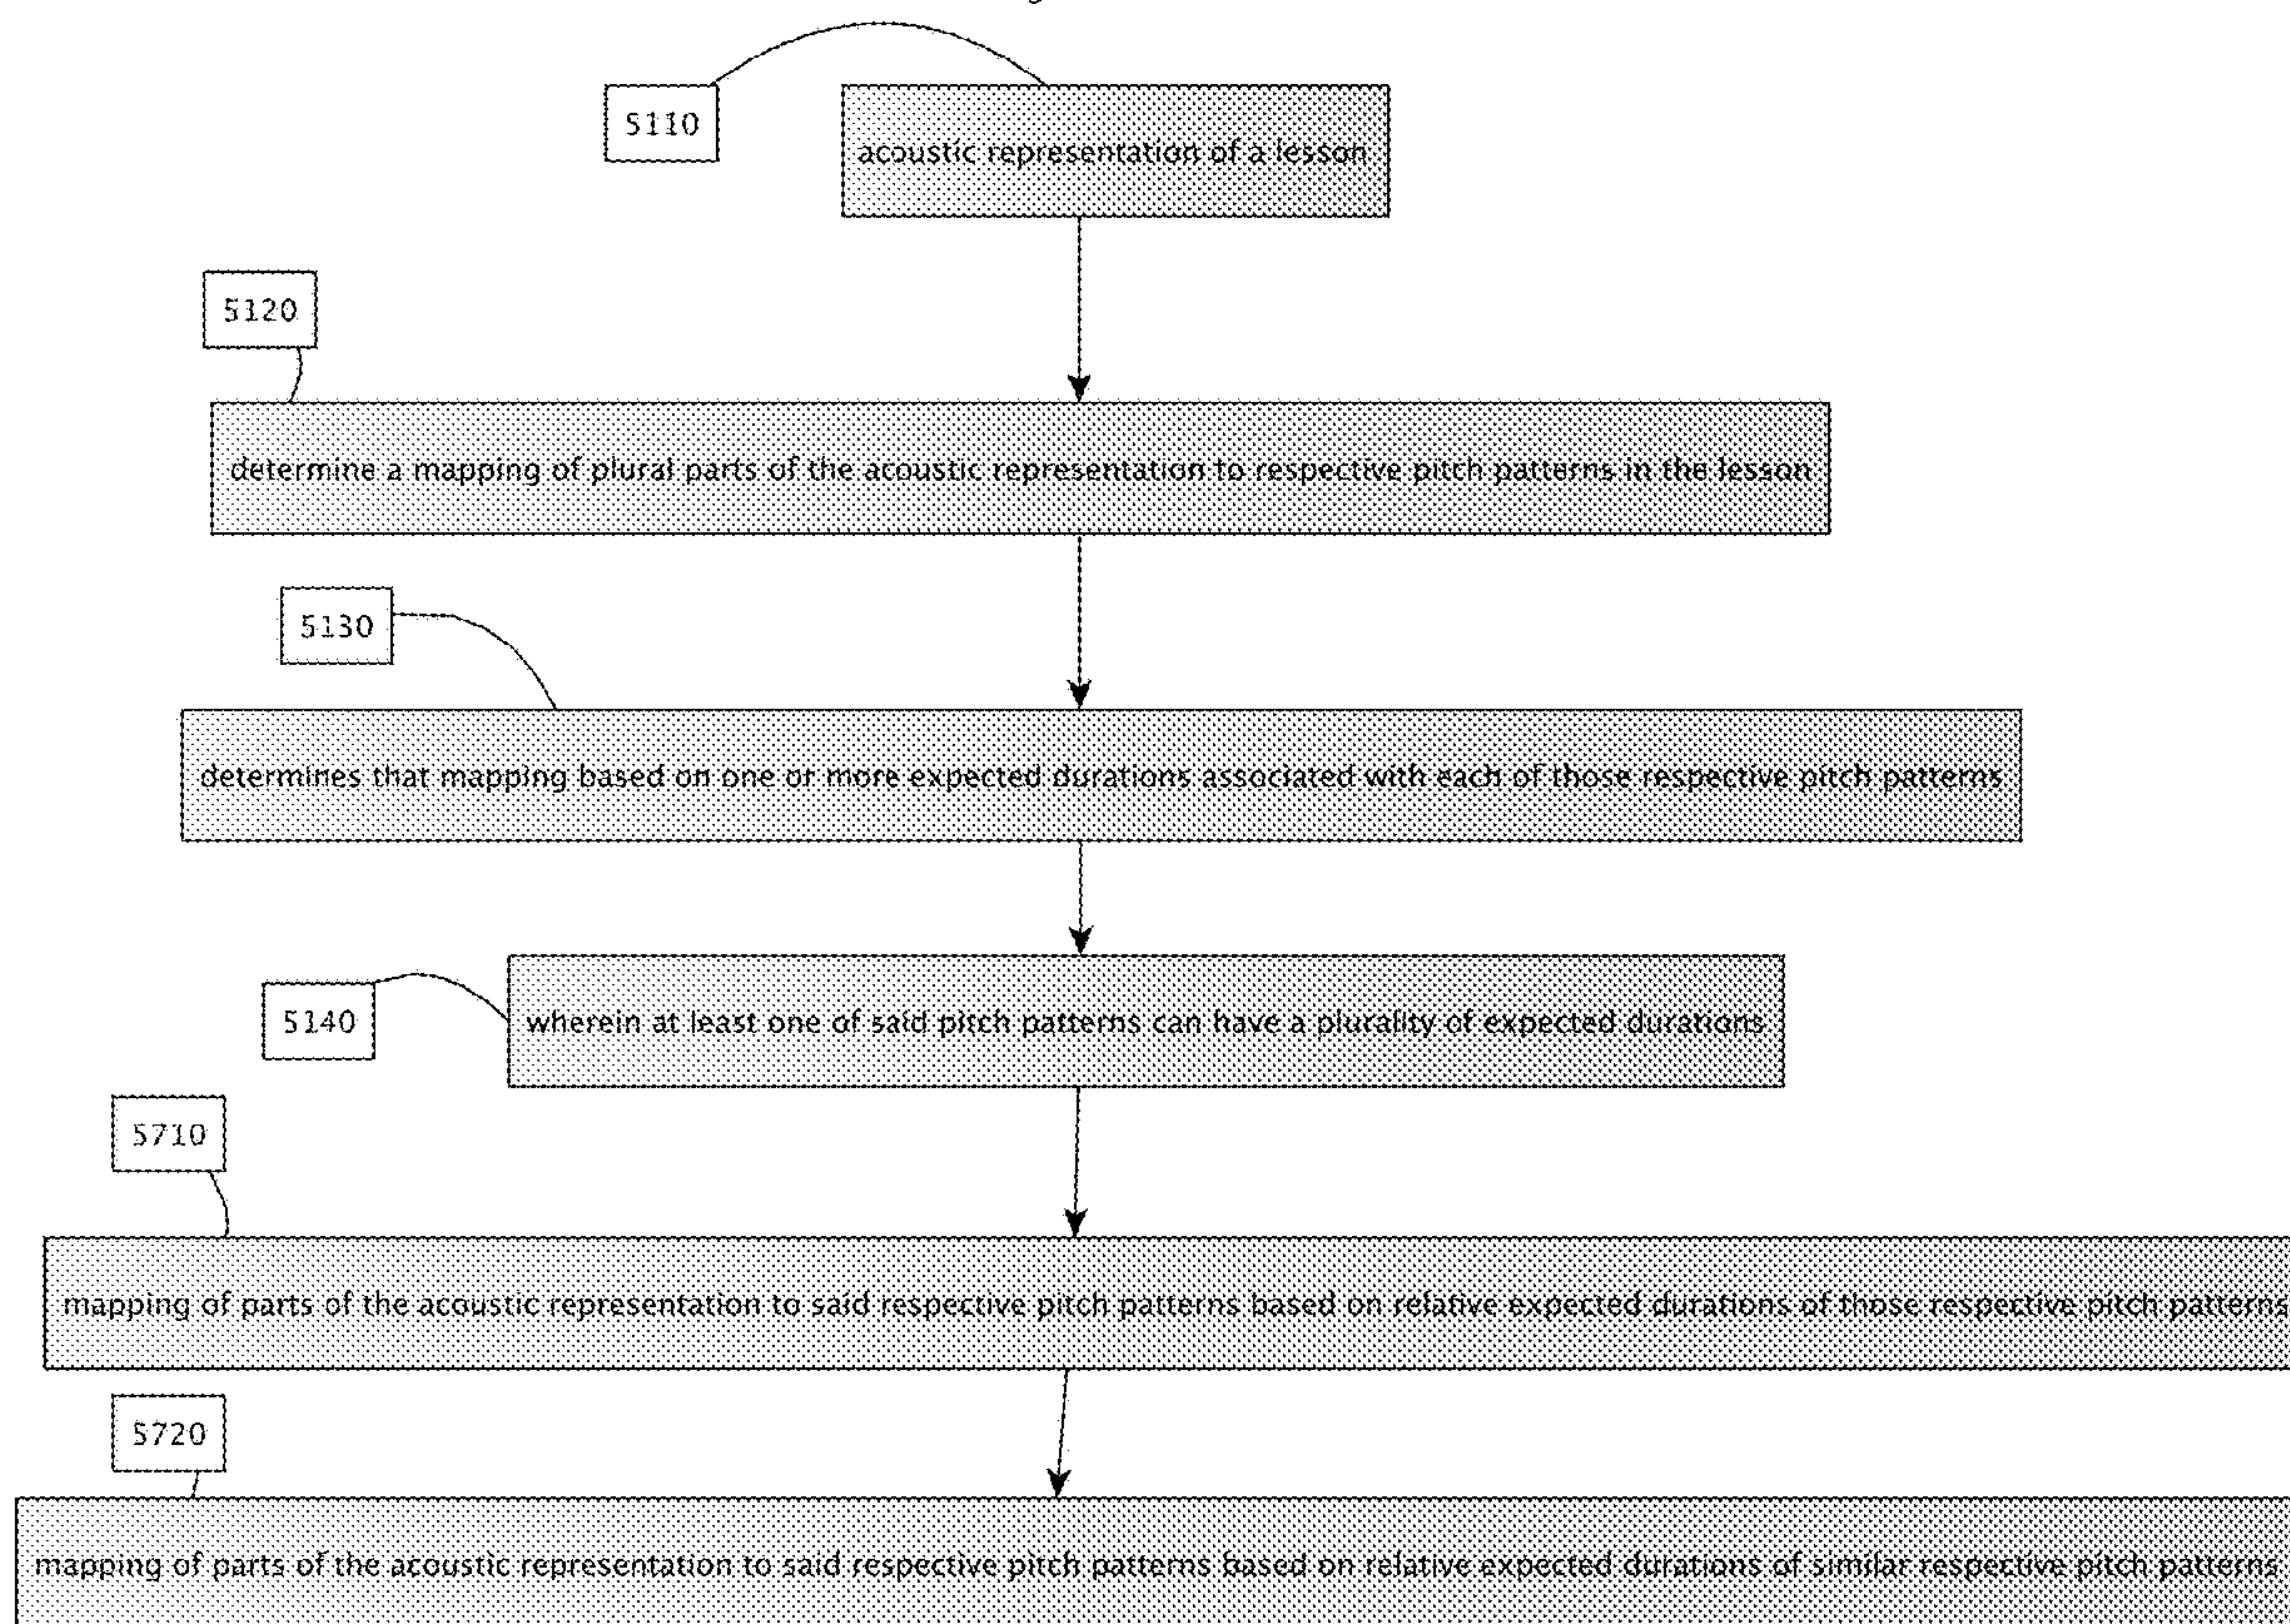 5110
acoustic representation of a lesson
5120
determine a mapping of plural parts of the acoustic representation to respective pitch patterns in the lesson
5130
determines that mapping based on one or more expected durations associated with each of those respective pitch patterns
5140
wherein at least one of said pitch patterns can have a plurality of expected durations
5710
mapping of parts of the acoustic representation to said respective pitch patterns based on relative expected durations of those respective pitch patterns
5720
mapping of parts of the acoustic representation to said respective pitch patterns based on relative expected durations of similar respective pitch patterns